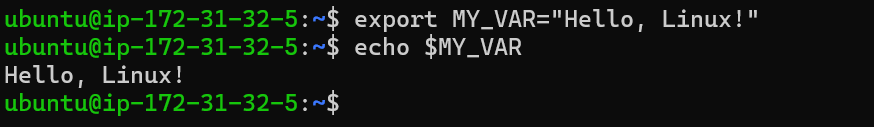 ubuntu@ip-172-31-32-5:~$ export MY_VAR="Hello, Linux!"
ubuntu@ip-172-31-32-5:~$ echo $MY_VAR
Hello, Linux!
ubuntu@ip-172-31-32-5:~$